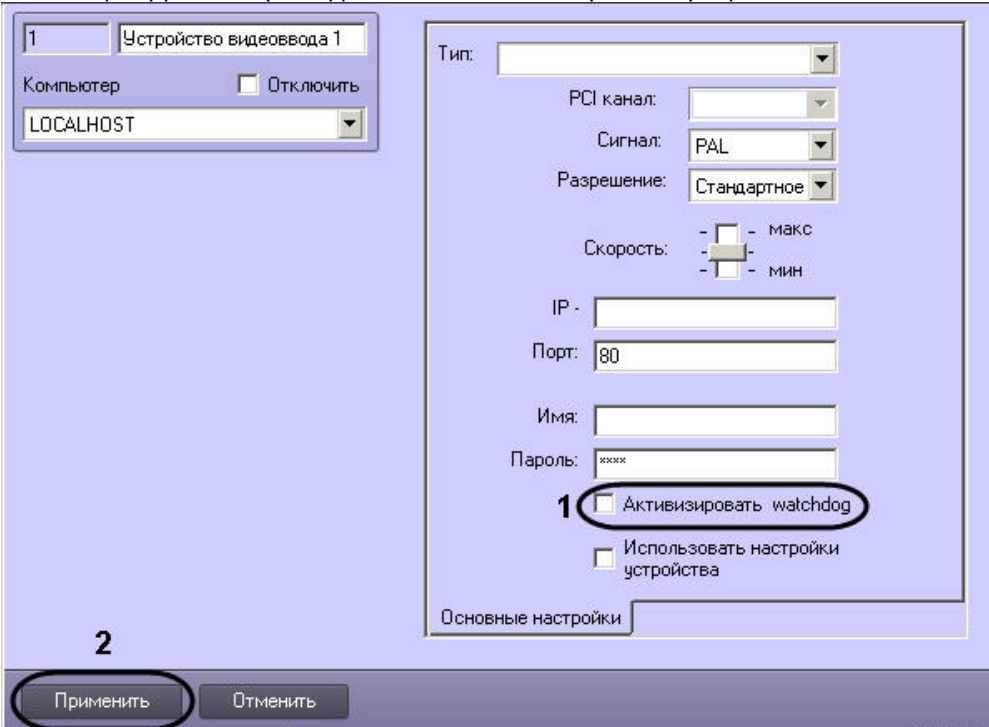 1 Устройство видеоввода 1
Компьютер Отключить
LOCALHOST
Тип:
PCI канал:
Сигнал: PAL
Разрешение: Стандартное
Скорость: макс
мин
IP -
Порт: 80
Имя:
Пароль: ××××
1 Активизировать watchdog
Использовать настройки
устройства
Основные настройки
2
Применить Отменить